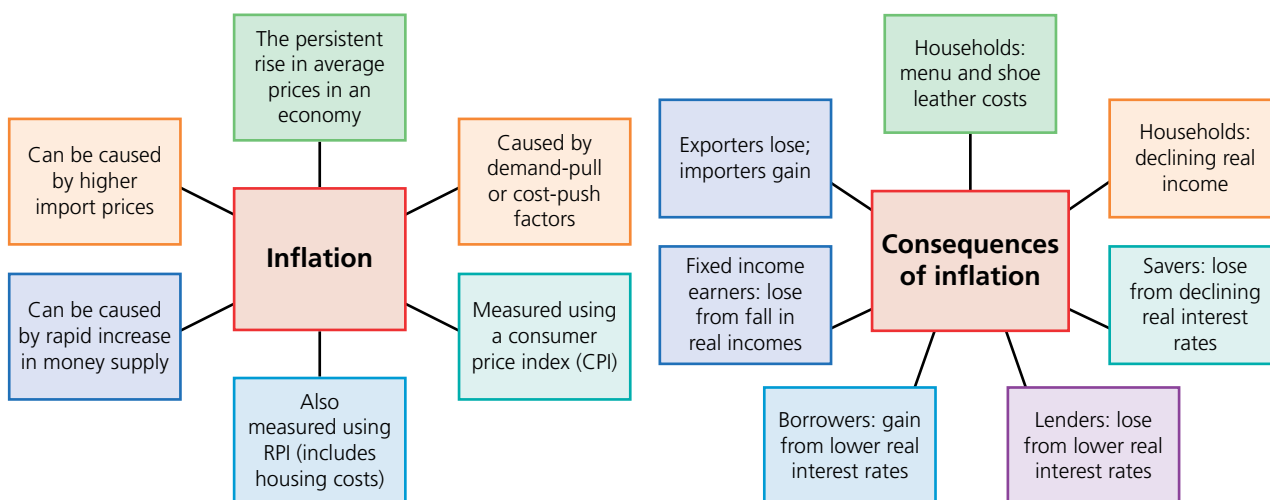 The persistent
rise in average
prices in an
economy
Can be caused
by higher
import prices
Caused by
demand-pull
or cost-push
factors
Inflation
Can be caused
by rapid increase
in money supply
Measured using
a consumer
price index (CPI)
Also
measured using
RPI (includes
housing costs)
Households:
menu and shoe
leather costs
Exporters lose;
importers gain
Households:
declining real
income
Consequences
of inflation
Fixed income
earners: lose
from fall in
real incomes
Savers: lose
from declining
real interest
rates
Borrowers: gain
from lower real
interest rates
Lenders: lose
from lower real
interest rates